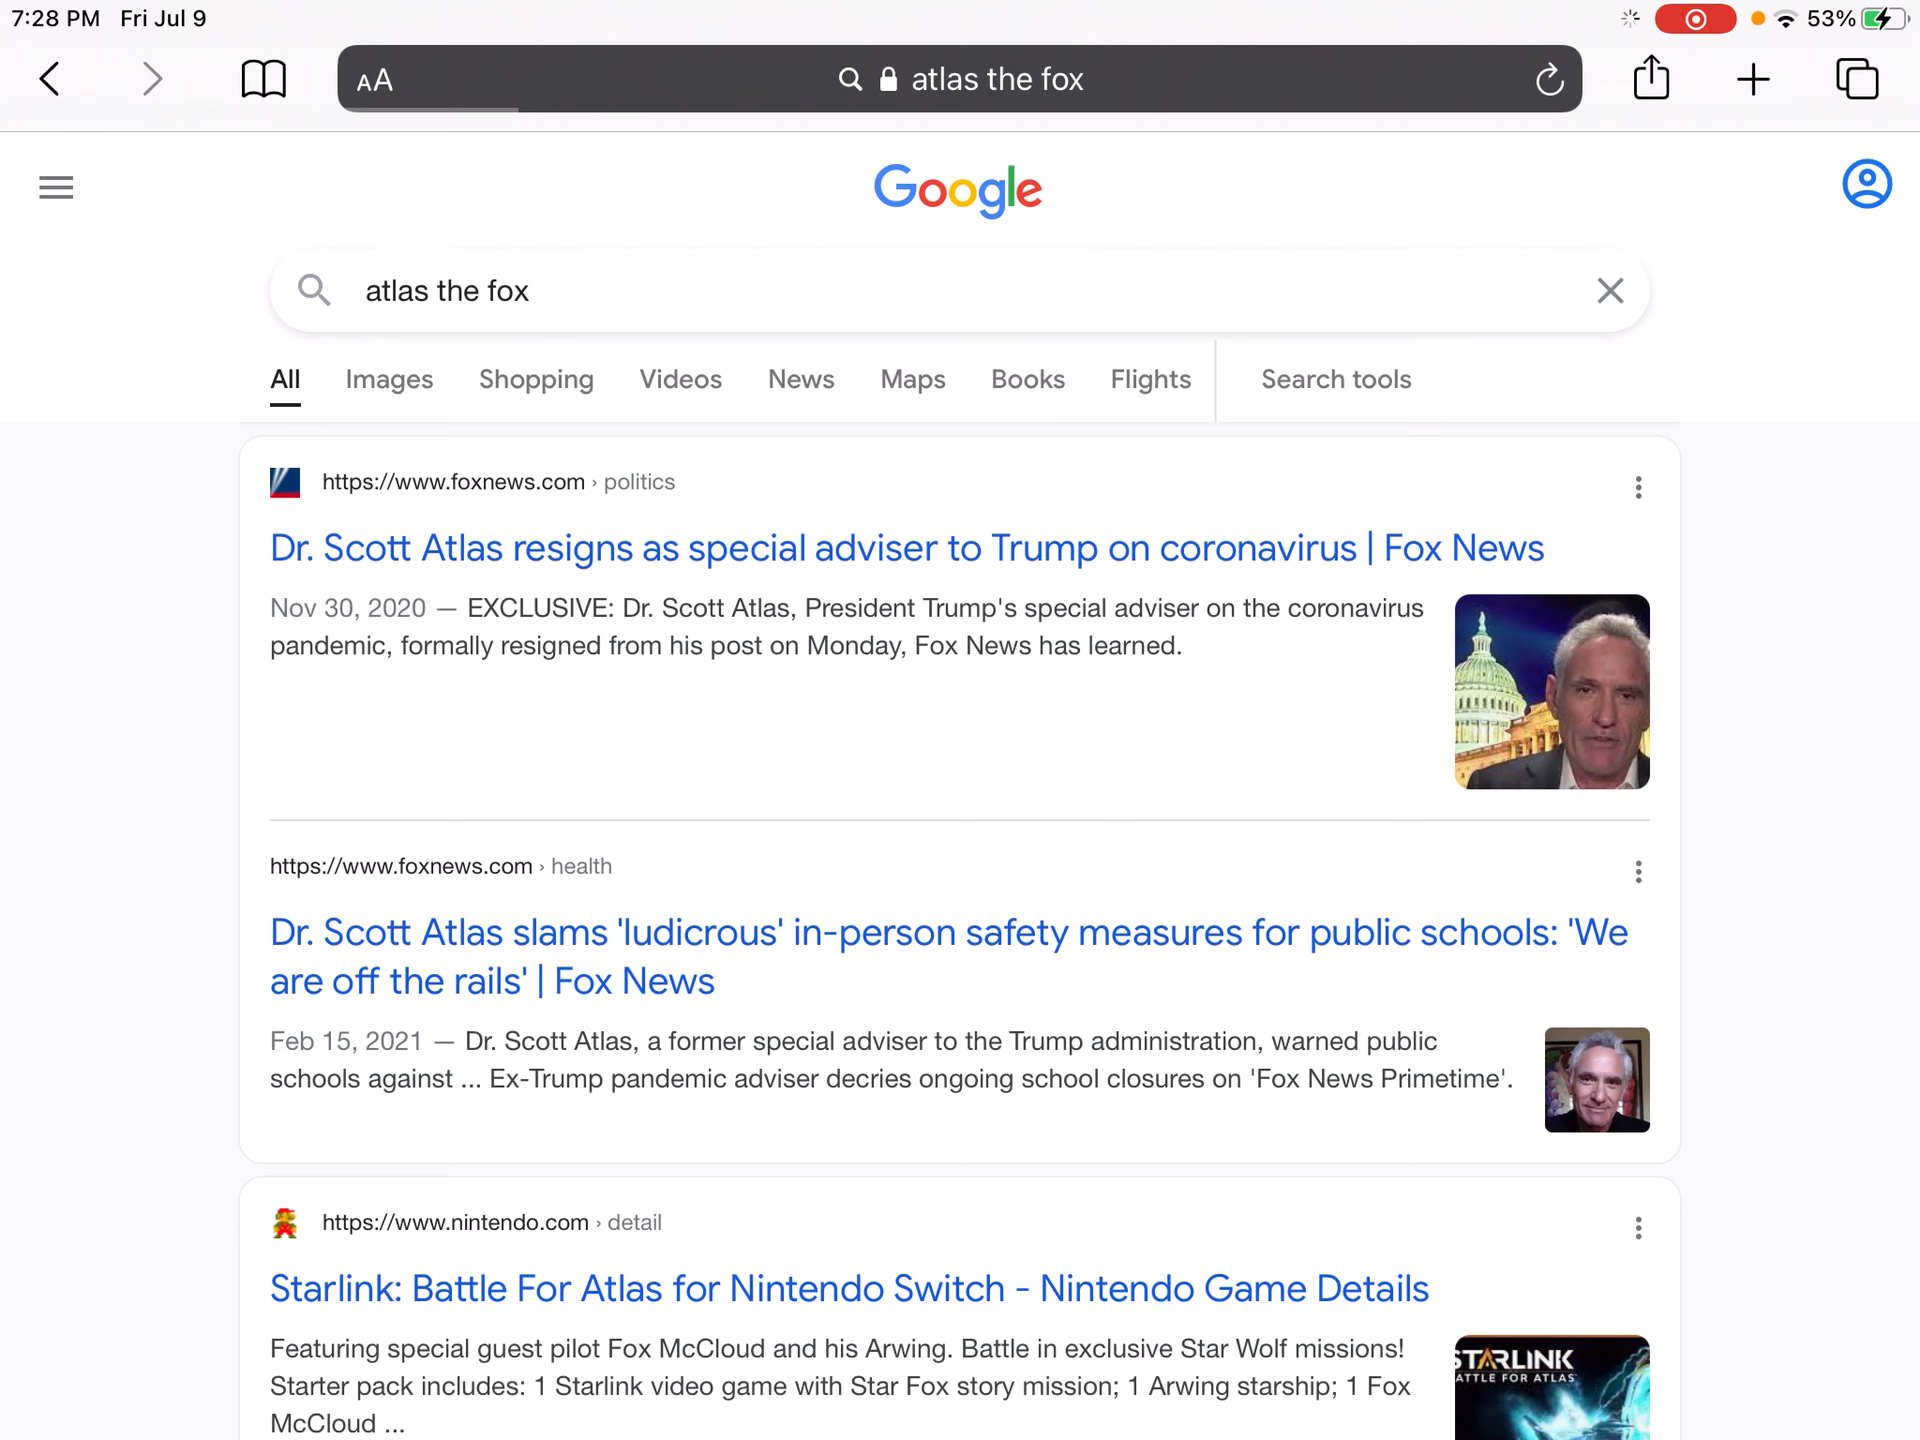 7:28 PM Fri Jul 9
53%
AA
atlas the fox
Google
atlas the fox
All Images Shopping Videos News Maps Books Flights Search tools
https://www.foxnews.com › politics
Dr. Scott Atlas resigns as special adviser to Trump on coronavirus | Fox News
Nov 30, 2020 — EXCLUSIVE: Dr. Scott Atlas, President Trump's special adviser on the coronavirus
pandemic, formally resigned from his post on Monday, Fox News has learned.
https://www.foxnews.com › health
Dr. Scott Atlas slams 'ludicrous' in-person safety measures for public schools: 'We
are off the rails' | Fox News
Feb 15, 2021 — Dr. Scott Atlas, a former special adviser to the Trump administration, warned public
schools against ... Ex-Trump pandemic adviser decries ongoing school closures on 'Fox News Primetime'.
https://www.nintendo.com › detail
Starlink: Battle For Atlas for Nintendo Switch - Nintendo Game Details
Featuring special guest pilot Fox McCloud and his Arwing. Battle in exclusive Star Wolf missions!
Starter pack includes: 1 Starlink video game with Star Fox story mission; 1 Arwing starship; 1 Fox
McCloud ...
STARLINK
ATTLE FOR ATLAS